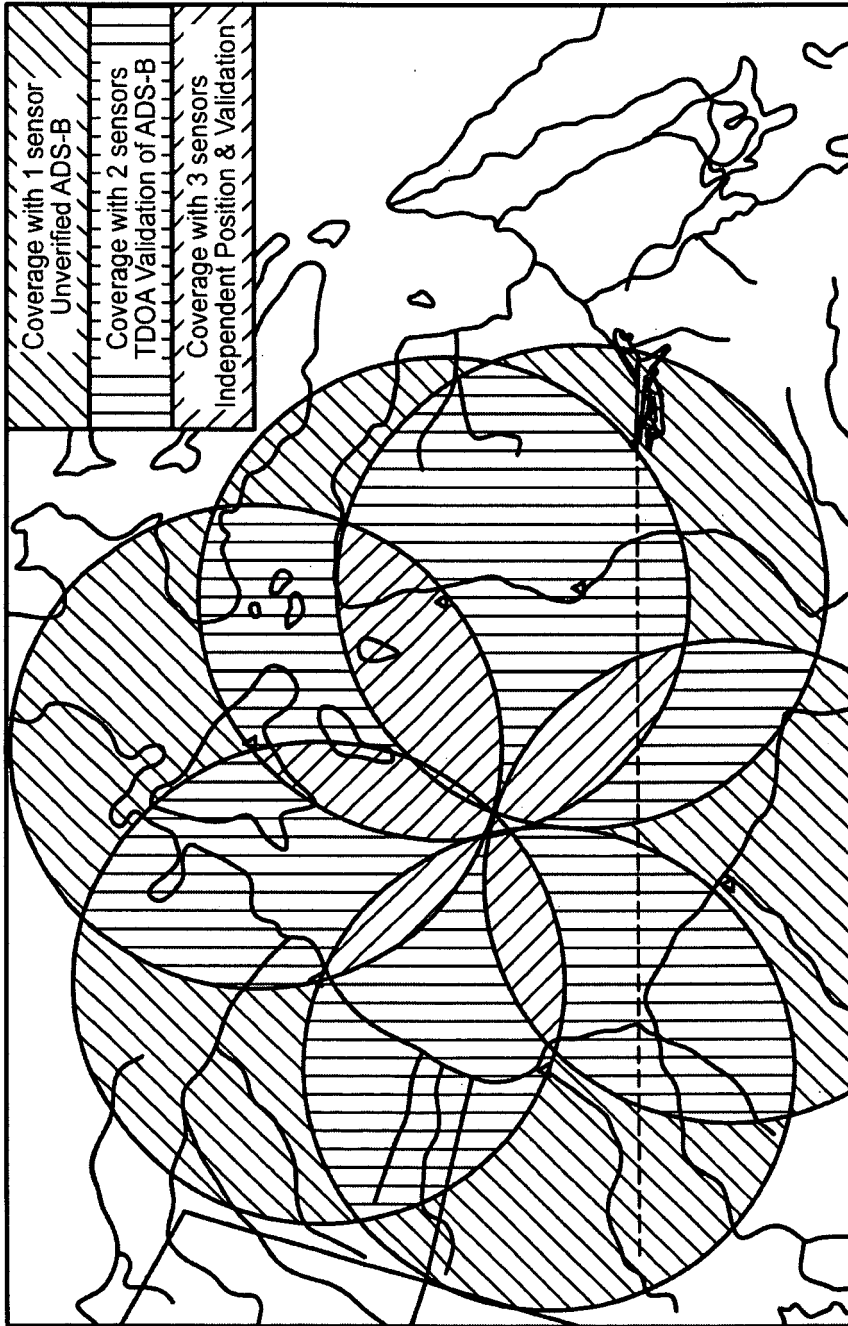 Coverage with 1 sensor
Unverified ADS-B
Coverage with 2 sensors
TDOA Validation of ADS-B
Coverage with 3 sensors
Independent Position & Validation